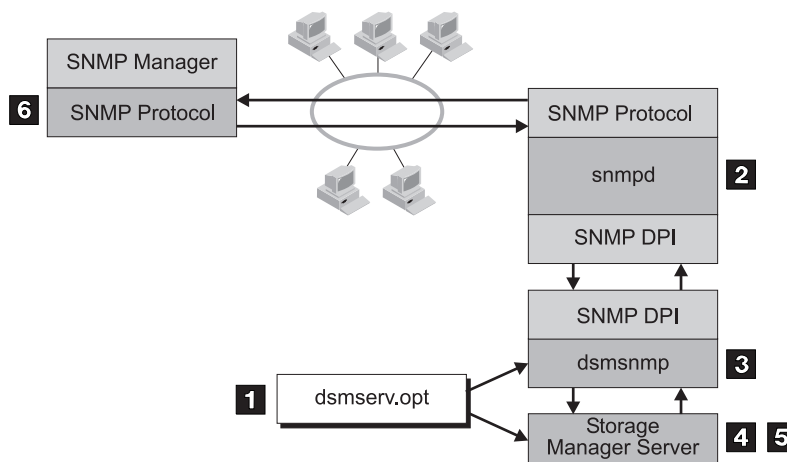 SNMP Manager
6
SNMP Protocol
SNMP Protocol
snmpd
2
SNMP DPI
SNMP DPI
dsmsnmp
3
1
dsmserv.opt
Storage
Manager Server
4
5